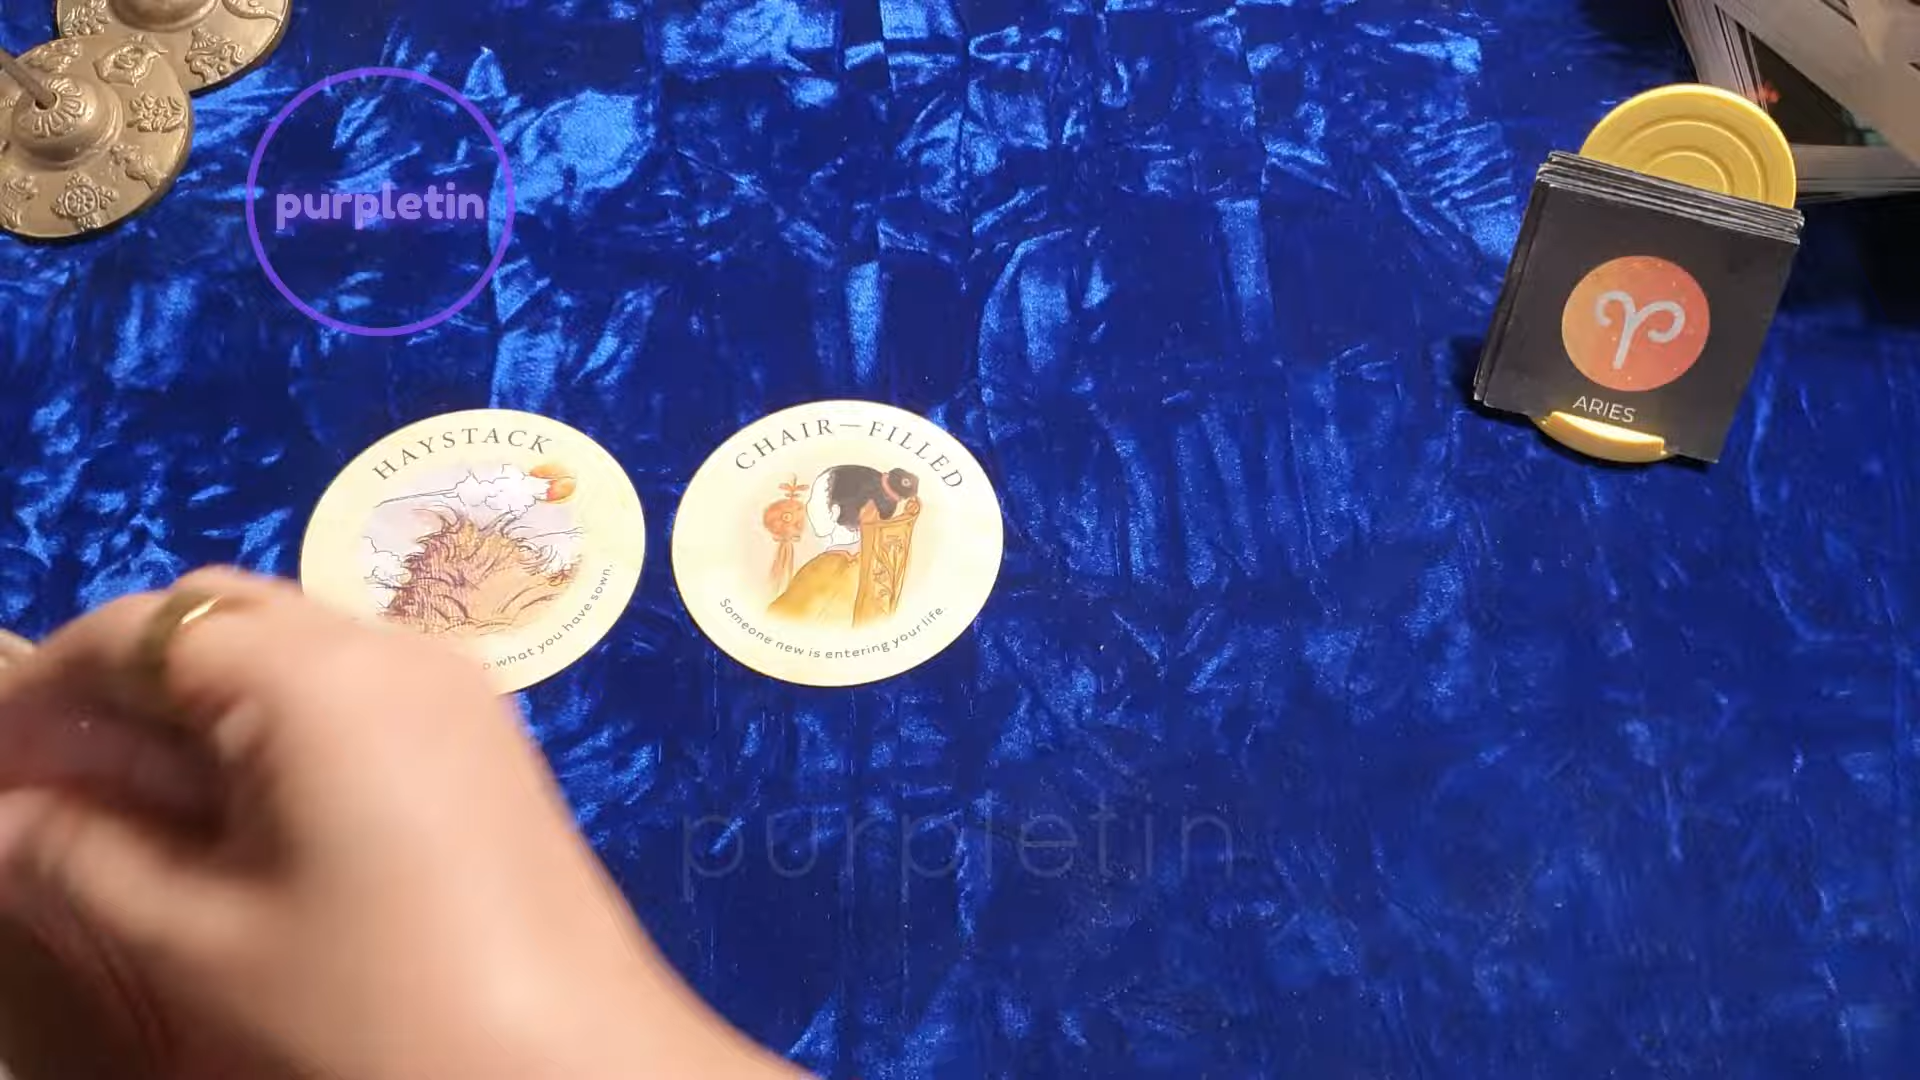 purpletin
HAYSTACK
what you have sown.
CHAIR—FILLED
Someone new is entering your life.
ARIES
purpletin